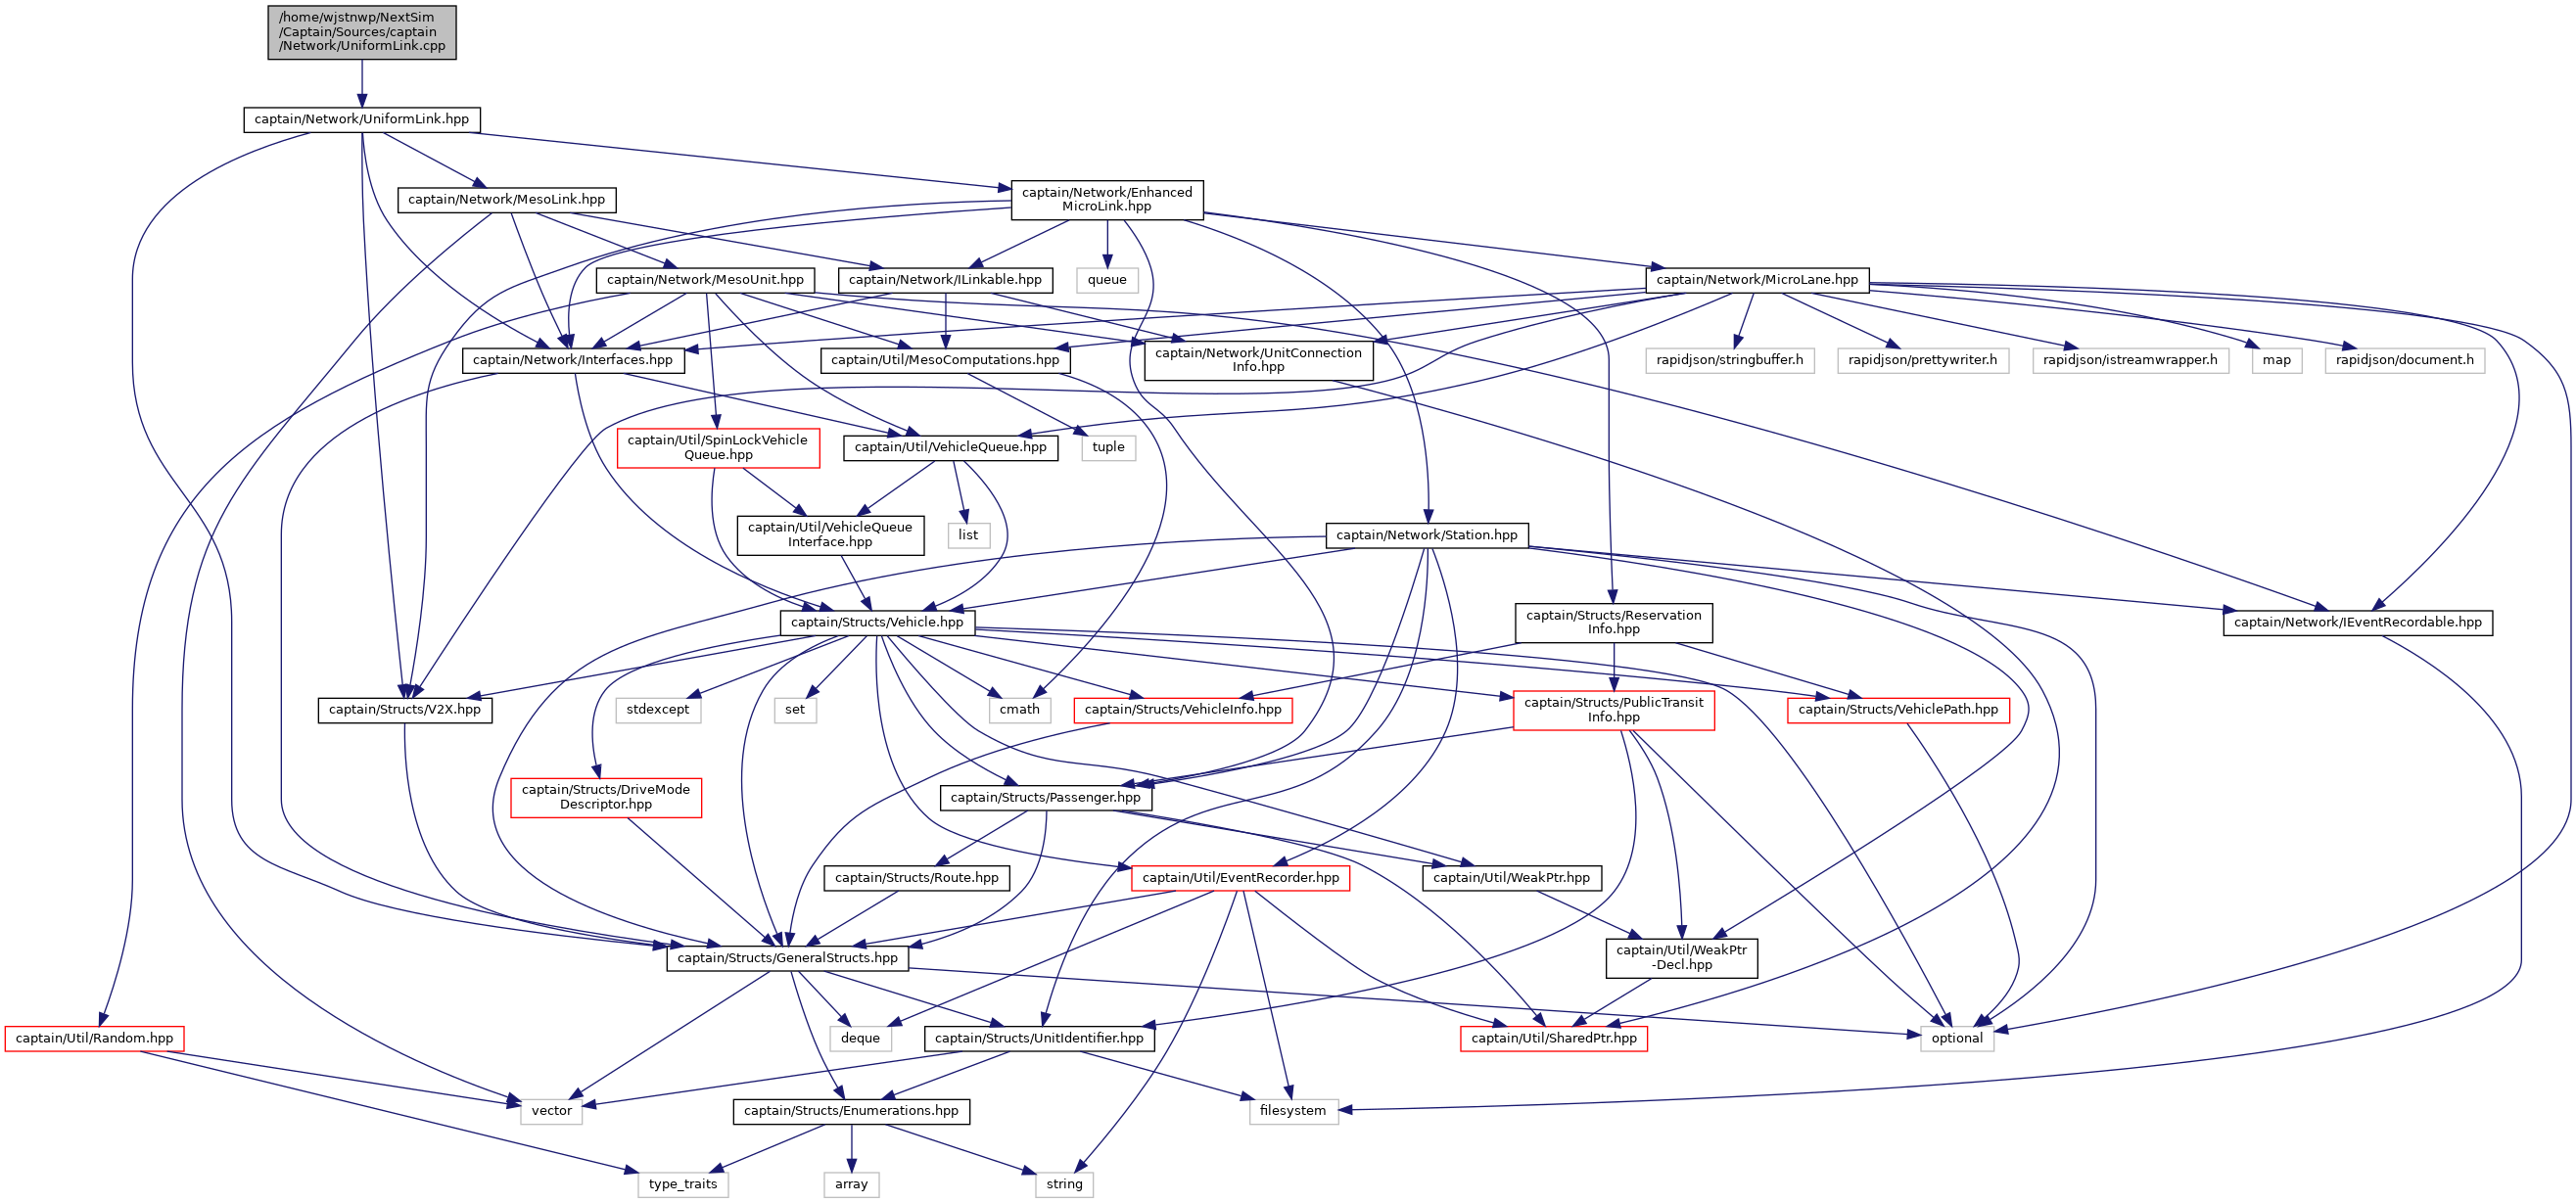 /home/wjstnwp/NextSim
/Captain/Sources/captain
/Network/UniformLink.cpp
captain/Network/UniformLink.hpp
captain/Network/MesoLink.hpp
captain/Network/Enhanced
MicroLink.hpp
captain/Network/MesoUnit.hpp
captain/Network/ILinkable.hpp
queue
captain/Network/MicroLane.hpp
captain/Network/Interfaces.hpp
captain/Util/MesoComputations.hpp
captain/Network/UnitConnection
Info.hpp
rapidjson/stringbuffer.h
rapidjson/prettywriter.h
rapidjson/istreamwrapper.h
map
rapidjson/document.h
captain/Util/SpinLockVehicle
Queue.hpp
captain/Util/VehicleQueue.hpp
tuple
captain/Util/VehicleQueue
Interface.hpp
list
captain/Network/Station.hpp
captain/Structs/Vehicle.hpp
captain/Structs/Reservation
Info.hpp
captain/Network/IEventRecordable.hpp
captain/Structs/V2X.hpp
stdexcept
set
cmath
captain/Structs/VehicleInfo.hpp
captain/Structs/PublicTransit
Info.hpp
captain/Structs/VehiclePath.hpp
captain/Structs/DriveMode
Descriptor.hpp
captain/Structs/Passenger.hpp
captain/Structs/Route.hpp
captain/Util/EventRecorder.hpp
captain/Util/WeakPtr.hpp
captain/Structs/GeneralStructs.hpp
captain/Util/WeakPtr
-Decl.hpp
captain/Util/Random.hpp
deque
captain/Structs/UnitIdentifier.hpp
captain/Util/SharedPtr.hpp
optional
vector
captain/Structs/Enumerations.hpp
filesystem
type_traits
array
string